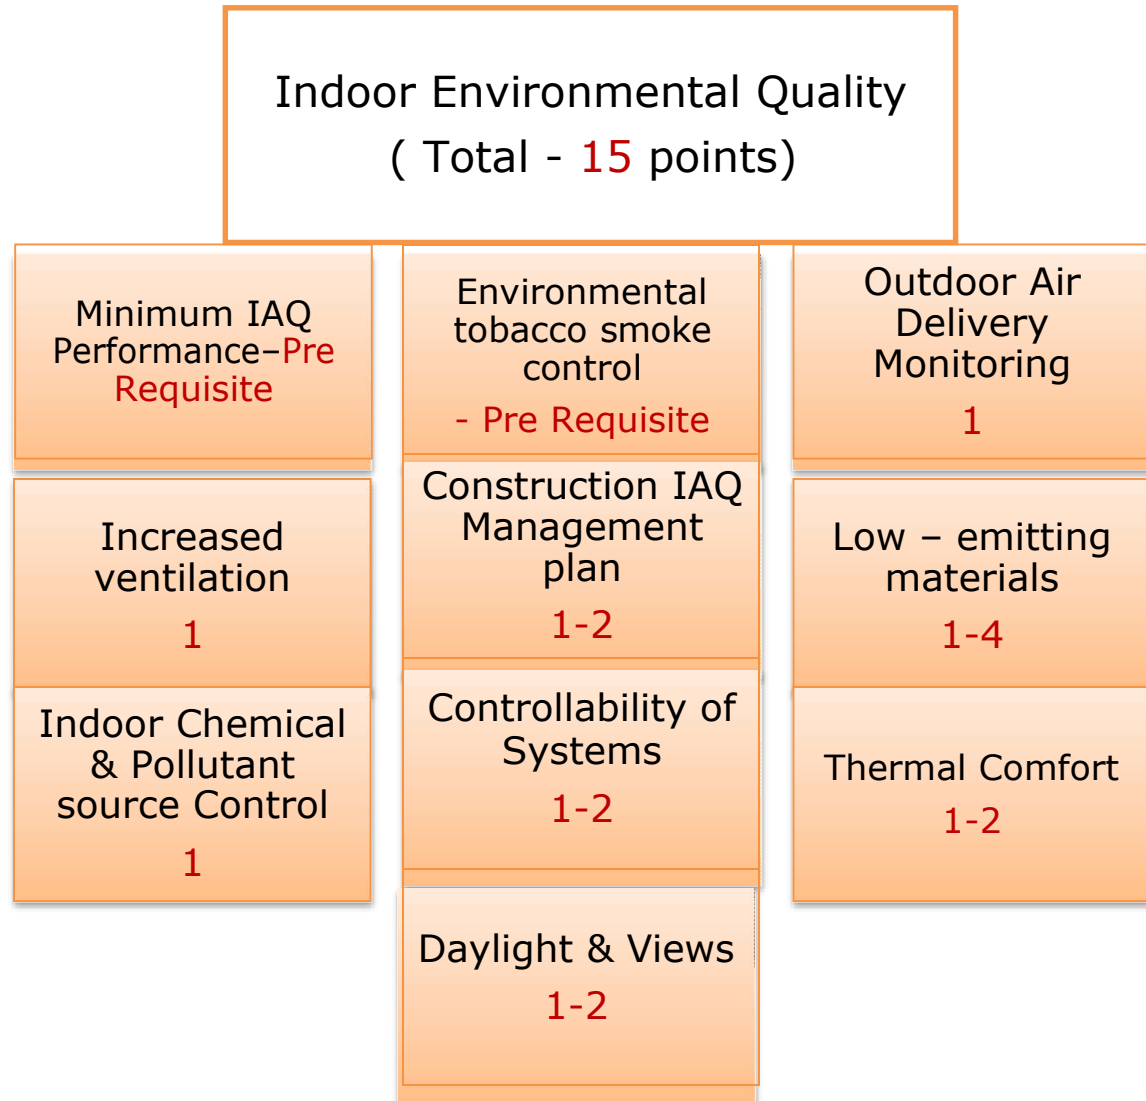 Indoor Environmental Quality
( Total - 15 points)
Minimum IAQ
Performance–Pre
Requisite
Environmental
tobacco smoke
control
- Pre Requisite
Outdoor Air
Delivery
Monitoring
1
Increased
ventilation
1
Construction IAQ
Management
plan
1-2
Low – emitting
materials
1-4
Indoor Chemical
& Pollutant
source Control
1
Controllability of
Systems
1-2
Thermal Comfort
1-2
Daylight & Views
1-2